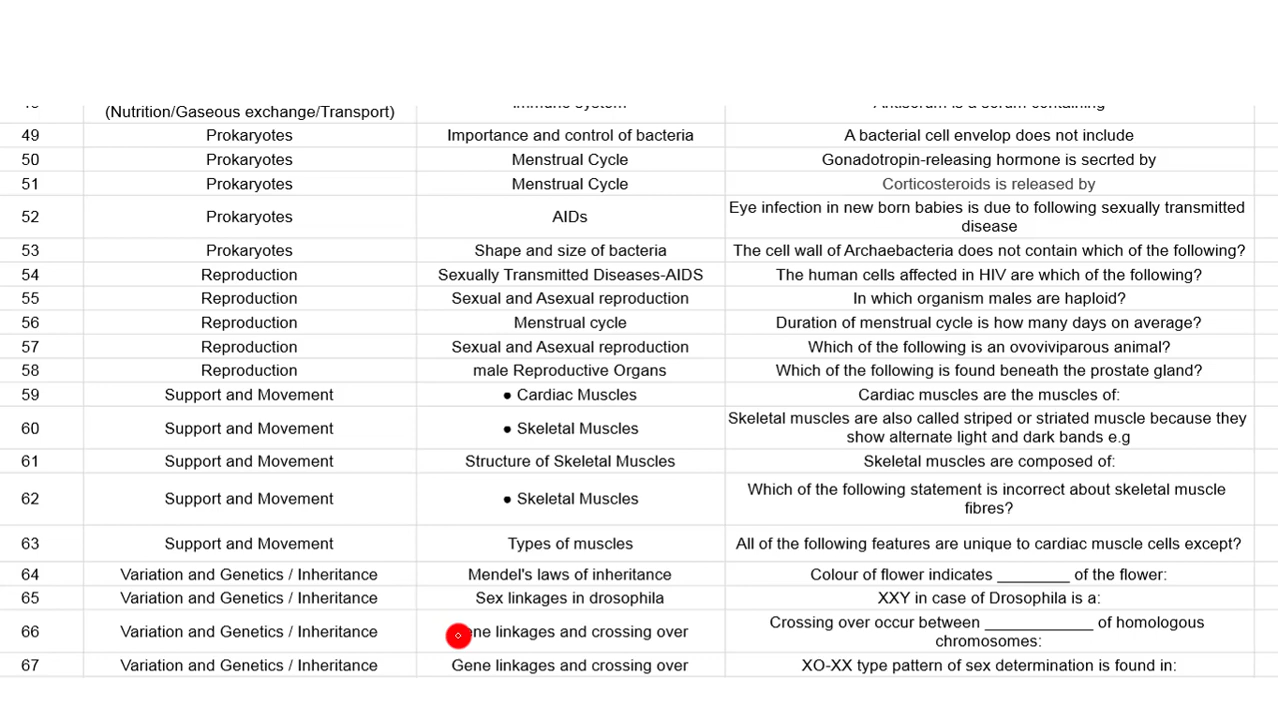 (Nutrition/Gaseous exchange/Transport)
49 Prokaryotes Importance and control of bacteria A bacterial cell envelop does not include
50 Prokaryotes Menstrual Cycle Gonadotropin-releasing hormone is secrted by
51 Prokaryotes Menstrual Cycle Corticosteroids is released by
52 Prokaryotes AIDs Eye infection in new born babies is due to following sexually transmitted
disease
53 Prokaryotes Shape and size of bacteria The cell wall of Archaebacteria does not contain which of the following?
54 Reproduction Sexually Transmitted Diseases-AIDS The human cells affected in HIV are which of the following?
55 Reproduction Sexual and Asexual reproduction In which organism males are haploid?
56 Reproduction Menstrual cycle Duration of menstrual cycle is how many days on average?
57 Reproduction Sexual and Asexual reproduction Which of the following is an ovoviviparous animal?
58 Reproduction male Reproductive Organs Which of the following is found beneath the prostate gland?
59 Support and Movement • Cardiac Muscles Cardiac muscles are the muscles of:
60 Support and Movement • Skeletal Muscles Skeletal muscles are also called striped or striated muscle because they
show alternate light and dark bands e.g
61 Support and Movement Structure of Skeletal Muscles Skeletal muscles are composed of:
62 Support and Movement • Skeletal Muscles Which of the following statement is incorrect about skeletal muscle
fibres?
63 Support and Movement Types of muscles All of the following features are unique to cardiac muscle cells except?
64 Variation and Genetics / Inheritance Mendel's laws of inheritance Colour of flower indicates ________ of the flower:
65 Variation and Genetics / Inheritance Sex linkages in drosophila XXY in case of Drosophila is a:
66 Variation and Genetics / Inheritance linkages and crossing over Crossing over occur between ____________ of homologous
chromosomes:
67 Variation and Genetics / Inheritance Gene linkages and crossing over XO-XX type pattern of sex determination is found in: